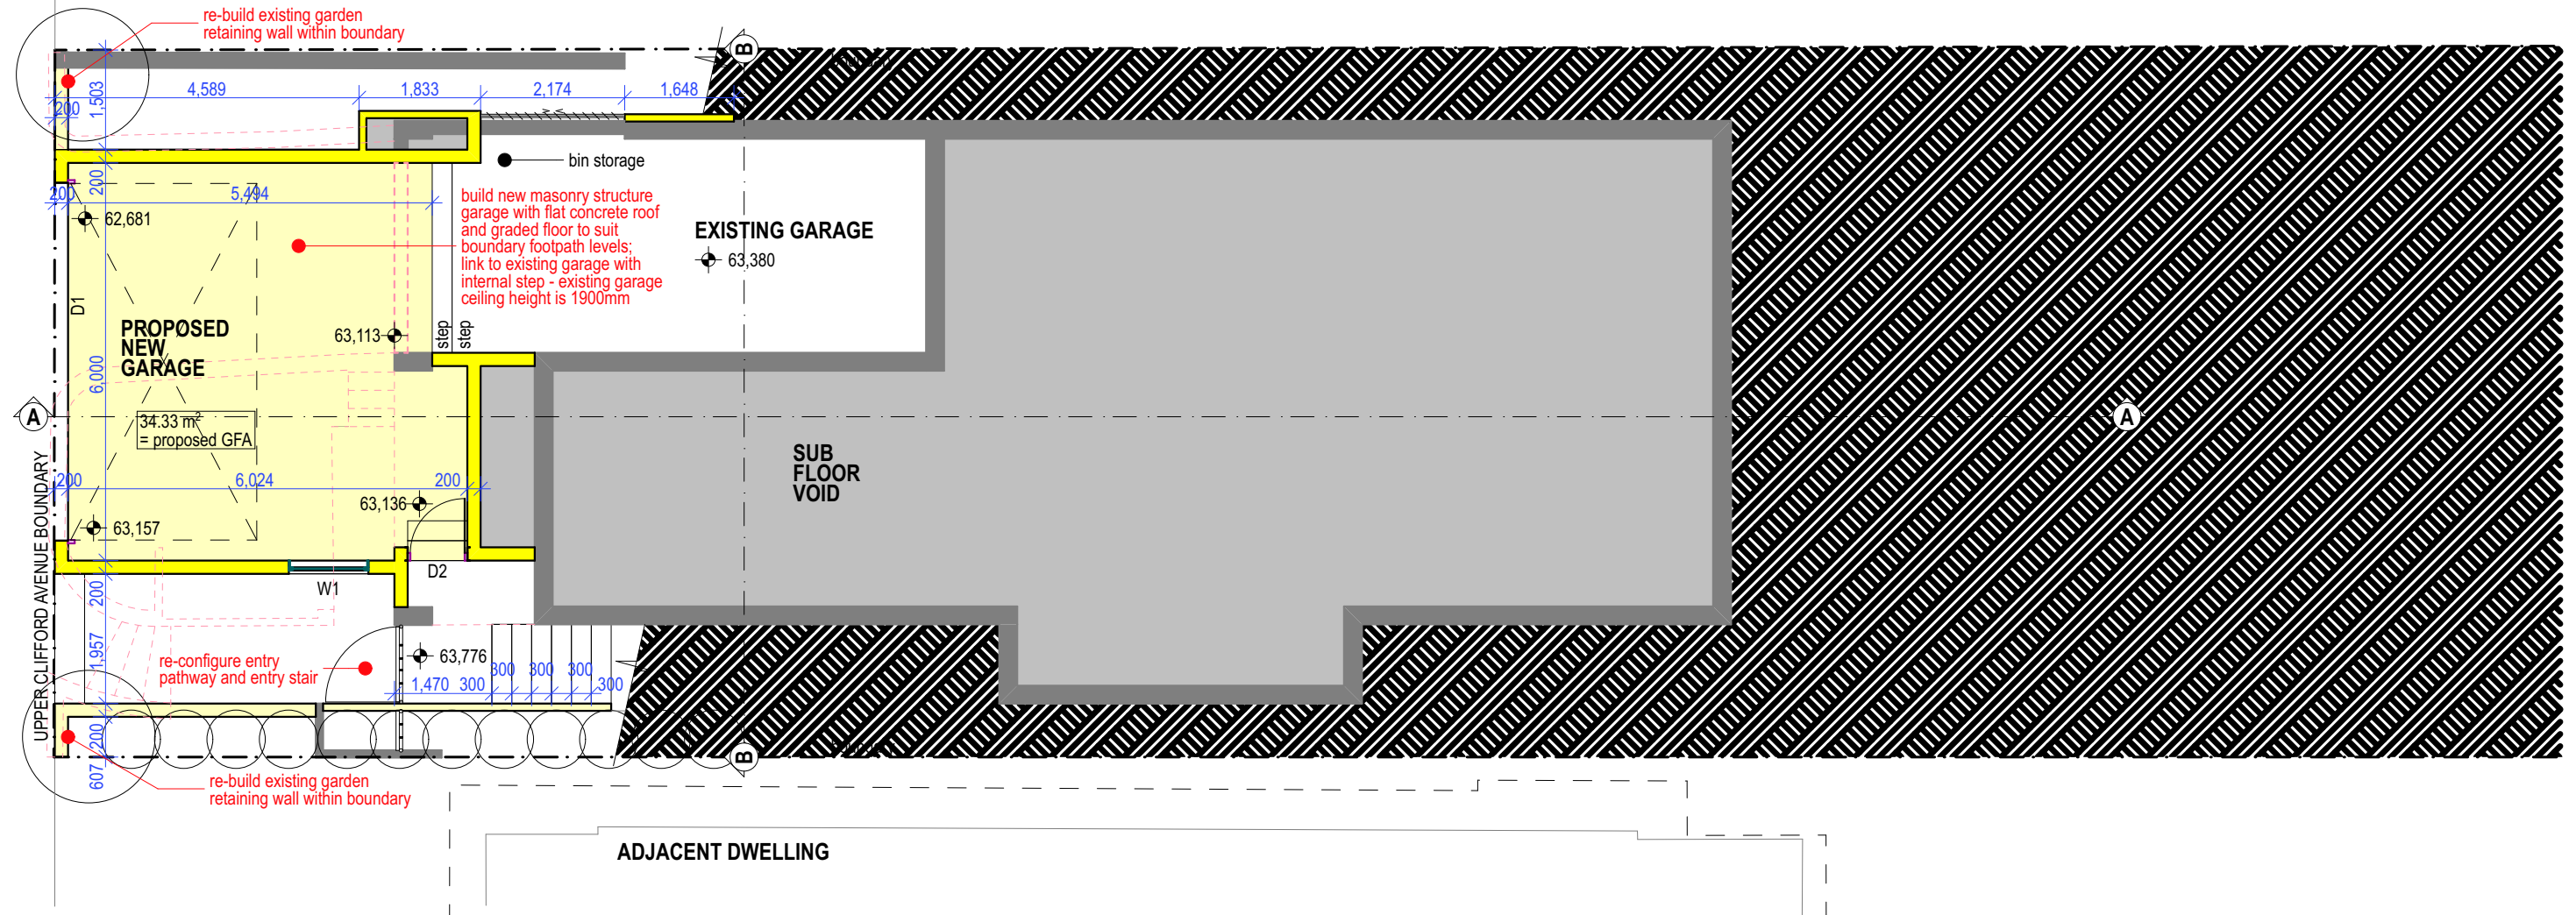 re-build existing garden
retaining wall within boundary
B
4,589
1,833
2,174
1,648
200
1,503
bin storage
200
200
5,494
62,681
build new masonry structure
garage with flat concrete roof
and graded floor to suit
boundary footpath levels;
link to existing garage with
internal step - existing garage
ceiling height is 1900mm
EXISTING GARAGE
63,380
D1
PROPOSED
NEW
GARAGE
63,113
step
step
6,000
A
A
34.33 m²
= proposed GFA
SUB
FLOOR
VOID
UPPER CLIFFORD AVENUE BOUNDARY
200
6,024
200
63,136
63,157
D2
W1
200
1,957
re-configure entry
pathway and entry stair
63,776
300
300
300
1,470
300
300
300
300
200
607
B
re-build existing garden
retaining wall within boundary
ADJACENT DWELLING